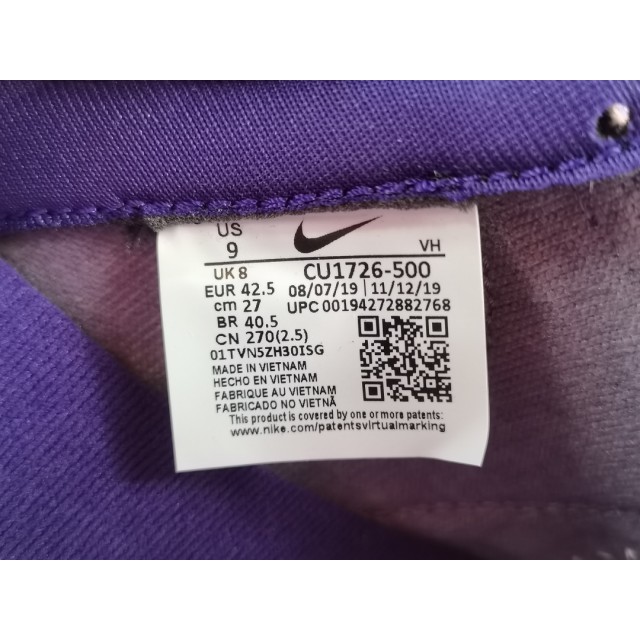 US
9 VH
UK 8 CU1726-500
EUR 42.5 08/07/19 | 11/12/19
cm 27 UPC 00194272882768
BR 40.5
CN 270(2.5)
01TVN5ZH30ISG
MADE IN VIETNAM
HECHO EN VIETNAM
FABRIQUE AU VIETNAM
FABRICADO NO VIETNÃ
This product is covered by one or more patents:
www.nike.com/patentsvirtualmarking